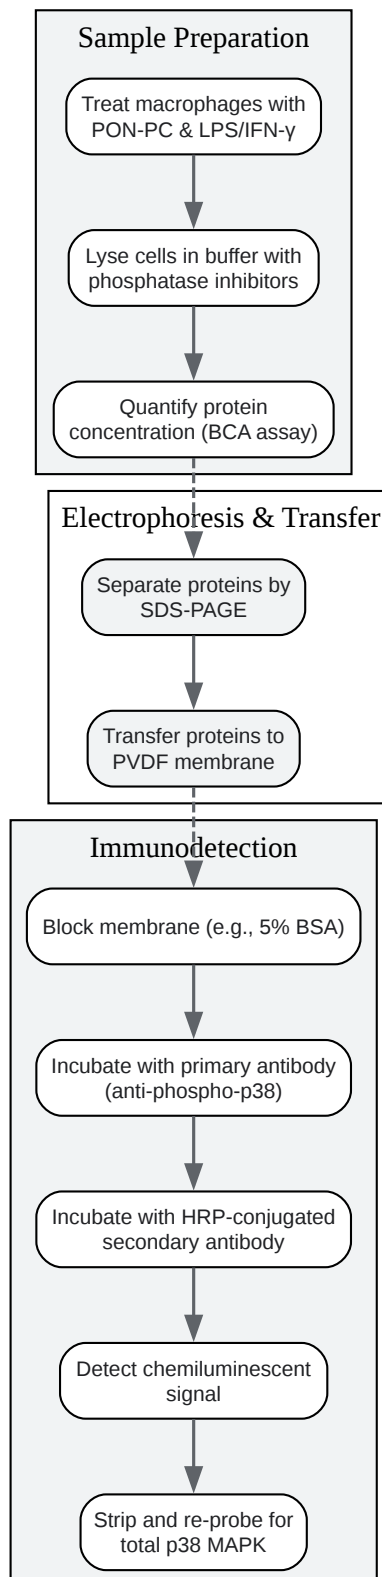 Sample Preparation
Treat macrophages with
PON-PC & LPS/IFN-γ
Lyse cells in buffer with
phosphatase inhibitors
Quantify protein
concentration (BCA assay)
Electrophoresis & Transfer
Separate proteins by
SDS-PAGE
Transfer proteins to
PVDF membrane
Immunodetection
Block membrane (e.g., 5% BSA)
Incubate with primary antibody
(anti-phospho-p38)
Incubate with HRP-conjugated
secondary antibody
Detect chemiluminescent
signal
Strip and re-probe for
total p38 MAPK